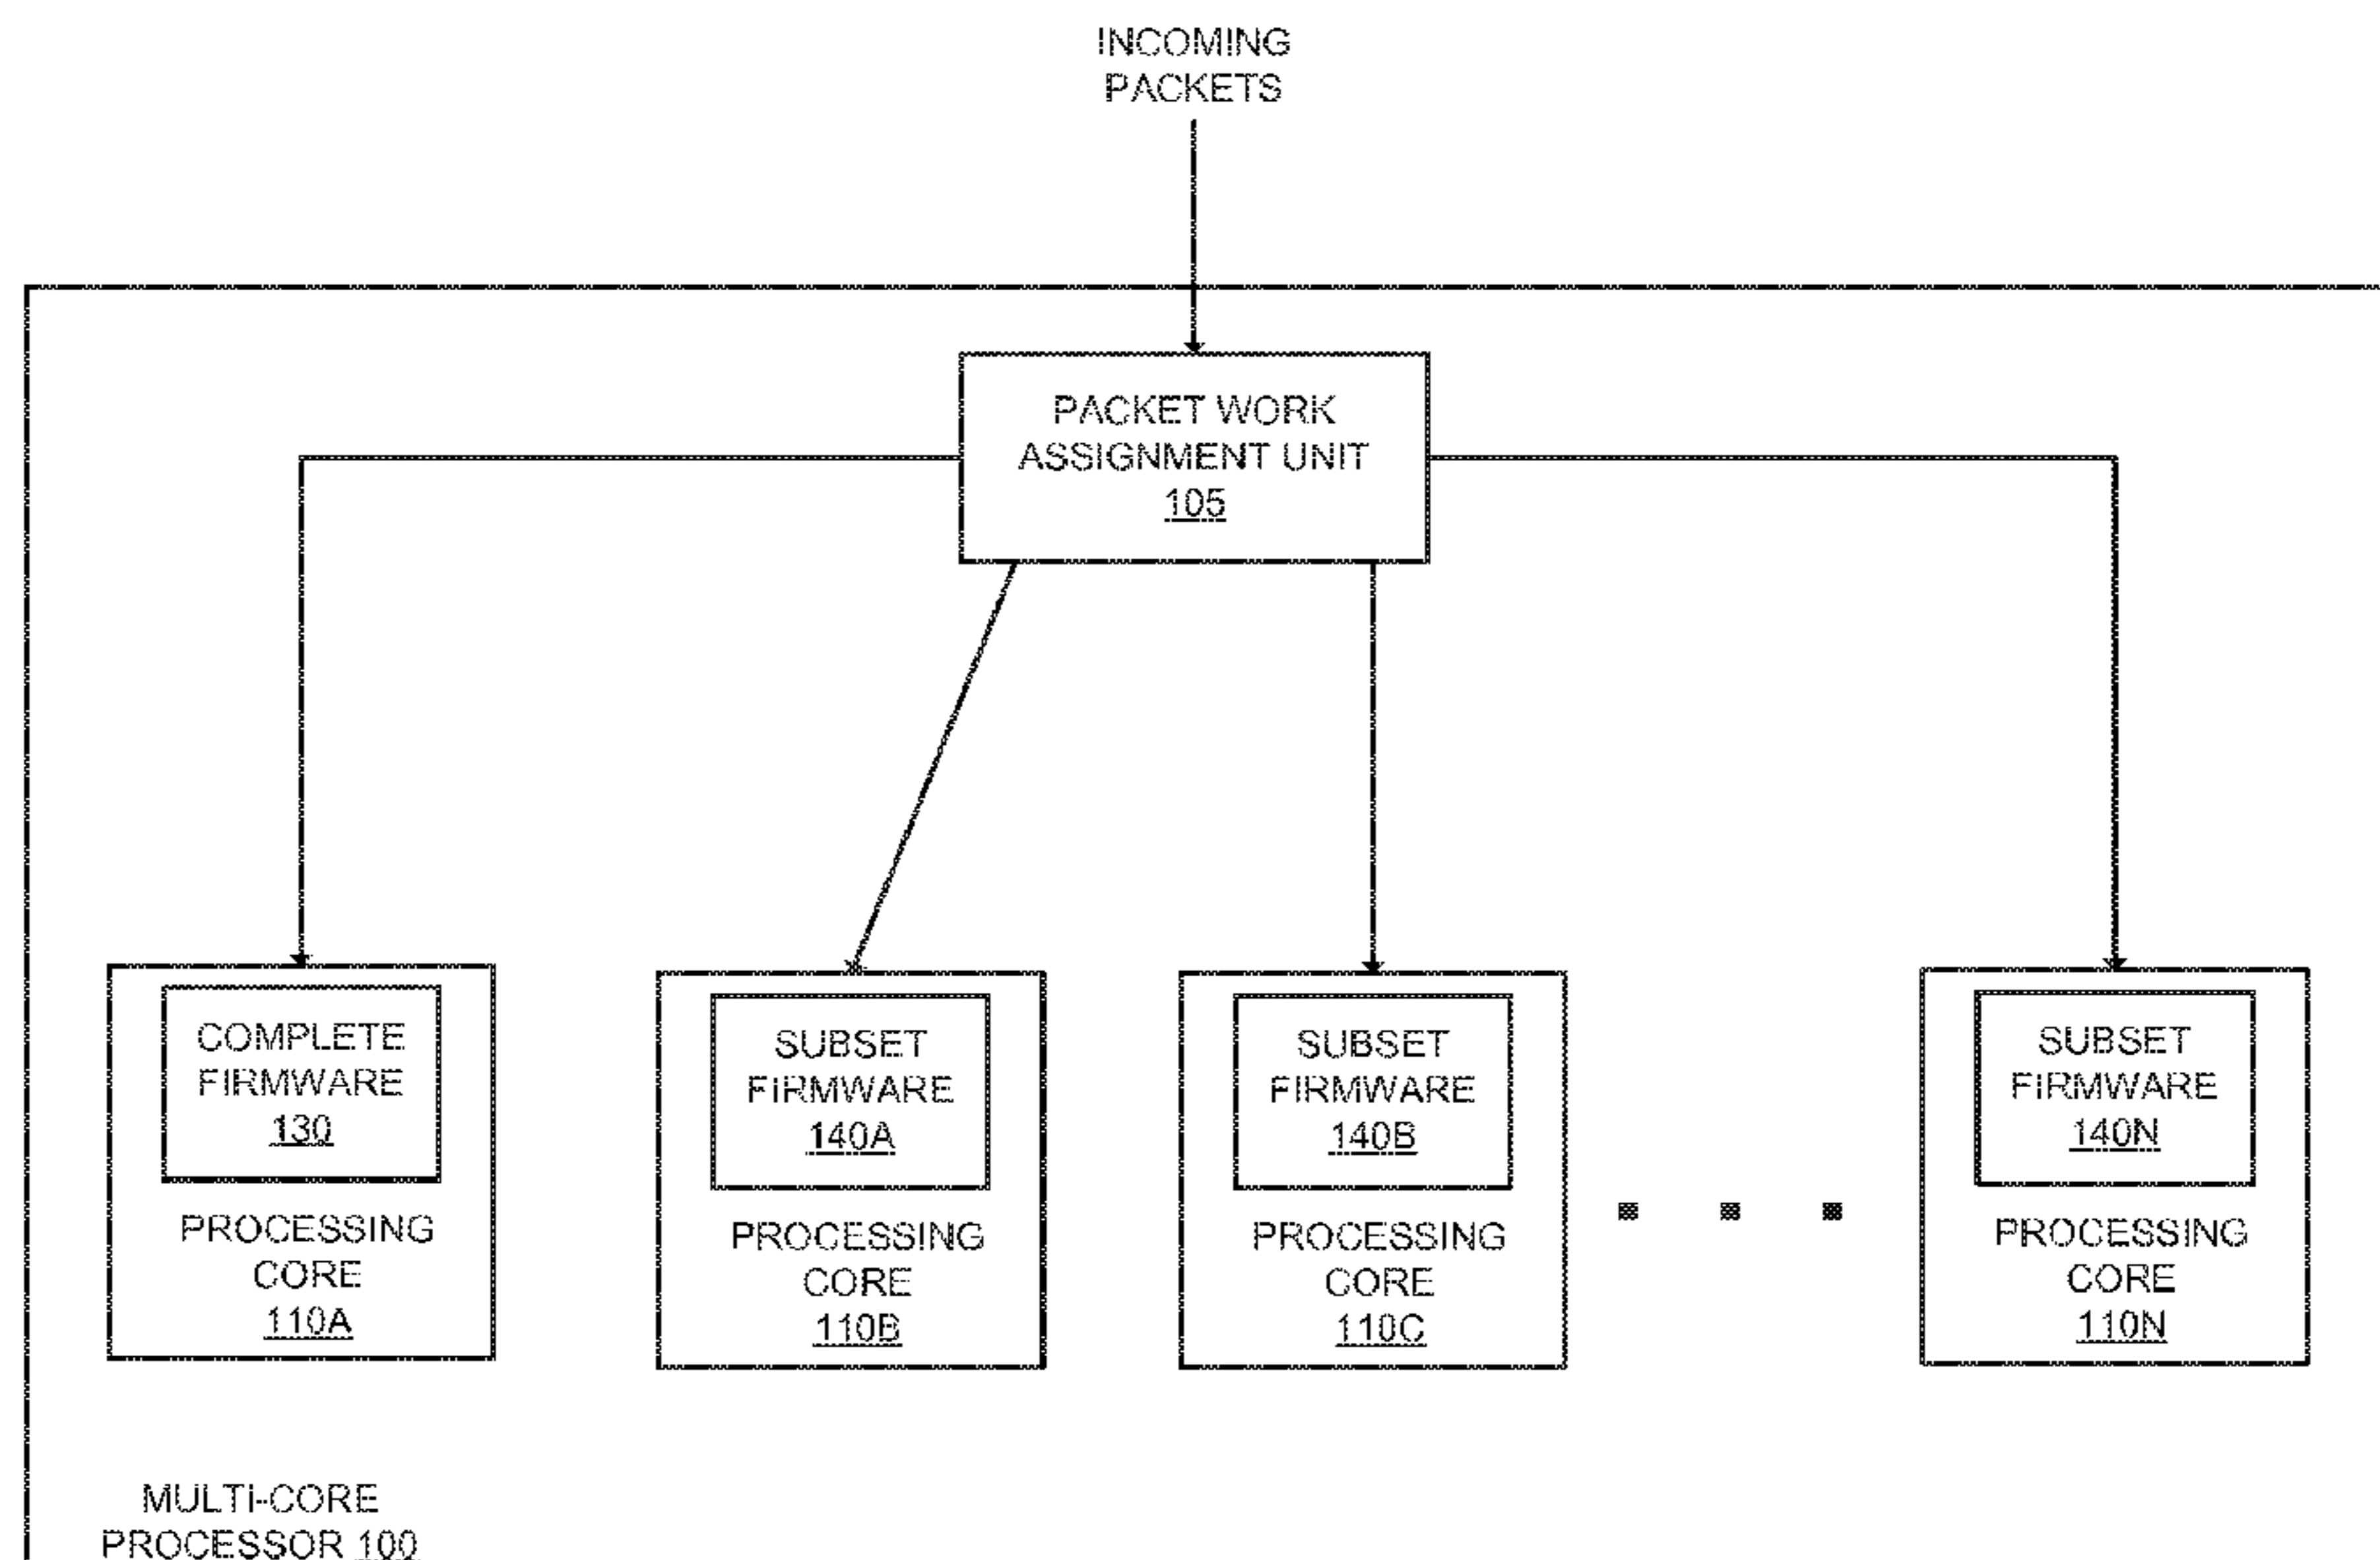 INCOMING
PACKETS
PACKET WORK
ASSIGNMENT UNIT
105
COMPLETE
FIRMWARE
130
PROCESSING
CORE
110A
SUBSET
FIRMWARE
140A
PROCESSING
CORE
110B
SUBSET
FIRMWARE
140B
PROCESSING
CORE
110C
SUBSET
FIRMWARE
140N
PROCESSING
CORE
110N
MULTI-CORE
PROCESSOR 100